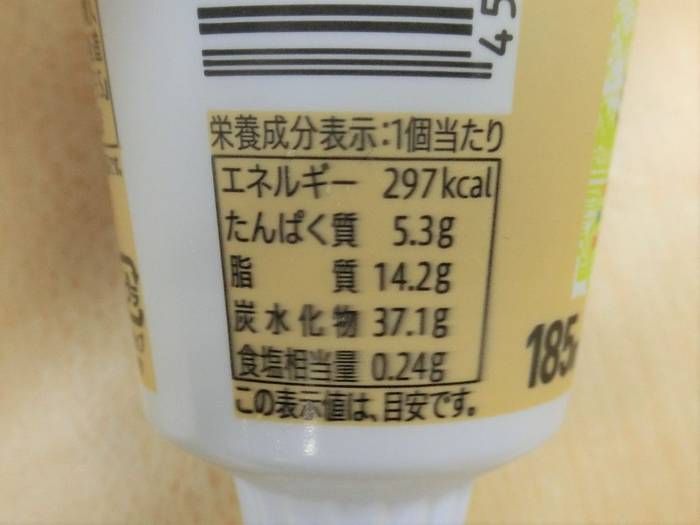 45
栄養成分表示:1個当たり
エネルギー 297kcal
たんぱく質 5.3g
脂質 14.2g
炭水化物 37.1g
食塩相当量 0.24g
この表示値は、目安です。
185